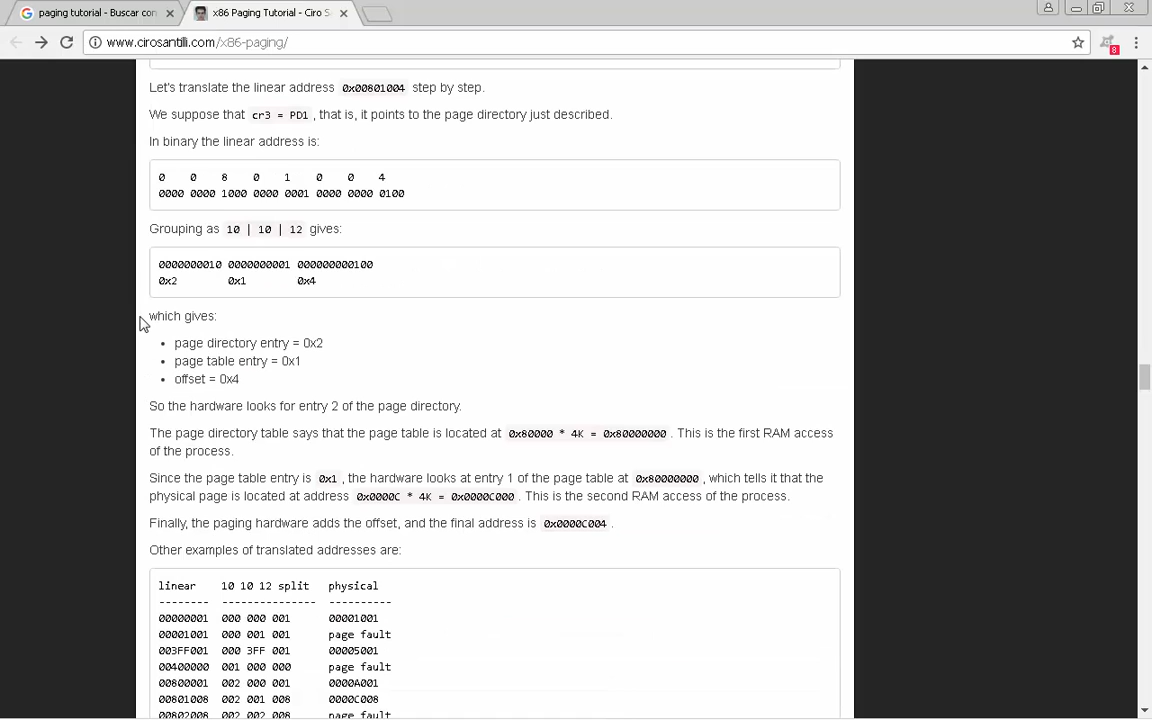 paging tutorial - Buscar con
x86 Paging Tutorial - Ciro S
www.cirosantilli.com/x86-paging/
8
Let's translate the linear address 0x00801004 step by step.
We suppose that cr3 = PD1 , that is, it points to the page directory just described.
In binary the linear address is:
0 0 8 0 1 0 0 4
0000 0000 1000 0000 0001 0000 0000 0100
Grouping as 10 | 10 | 12 gives:
0000000010 0000000001 000000000100
0x2 0x1 0x4
which gives:
• page directory entry = 0x2
• page table entry = 0x1
• offset = 0x4
So the hardware looks for entry 2 of the page directory.
The page directory table says that the page table is located at 0x80000 * 4K = 0x80000000 . This is the first RAM access
of the process.
Since the page table entry is 0x1 , the hardware looks at entry 1 of the page table at 0x80000000 , which tells it that the
physical page is located at address 0x0000C * 4K = 0x0000C000 . This is the second RAM access of the process.
Finally, the paging hardware adds the offset, and the final address is 0x0000C004 .
Other examples of translated addresses are:
linear 10 10 12 split physical
-------- --------------- ----------
00000001 000 000 001 00001001
00001001 000 001 001 page fault
003FF001 000 3FF 001 00005001
00400000 001 000 000 page fault
00800001 002 000 001 0000A001
00801008 002 001 008 0000C008
00802008 002 002 008 page fault